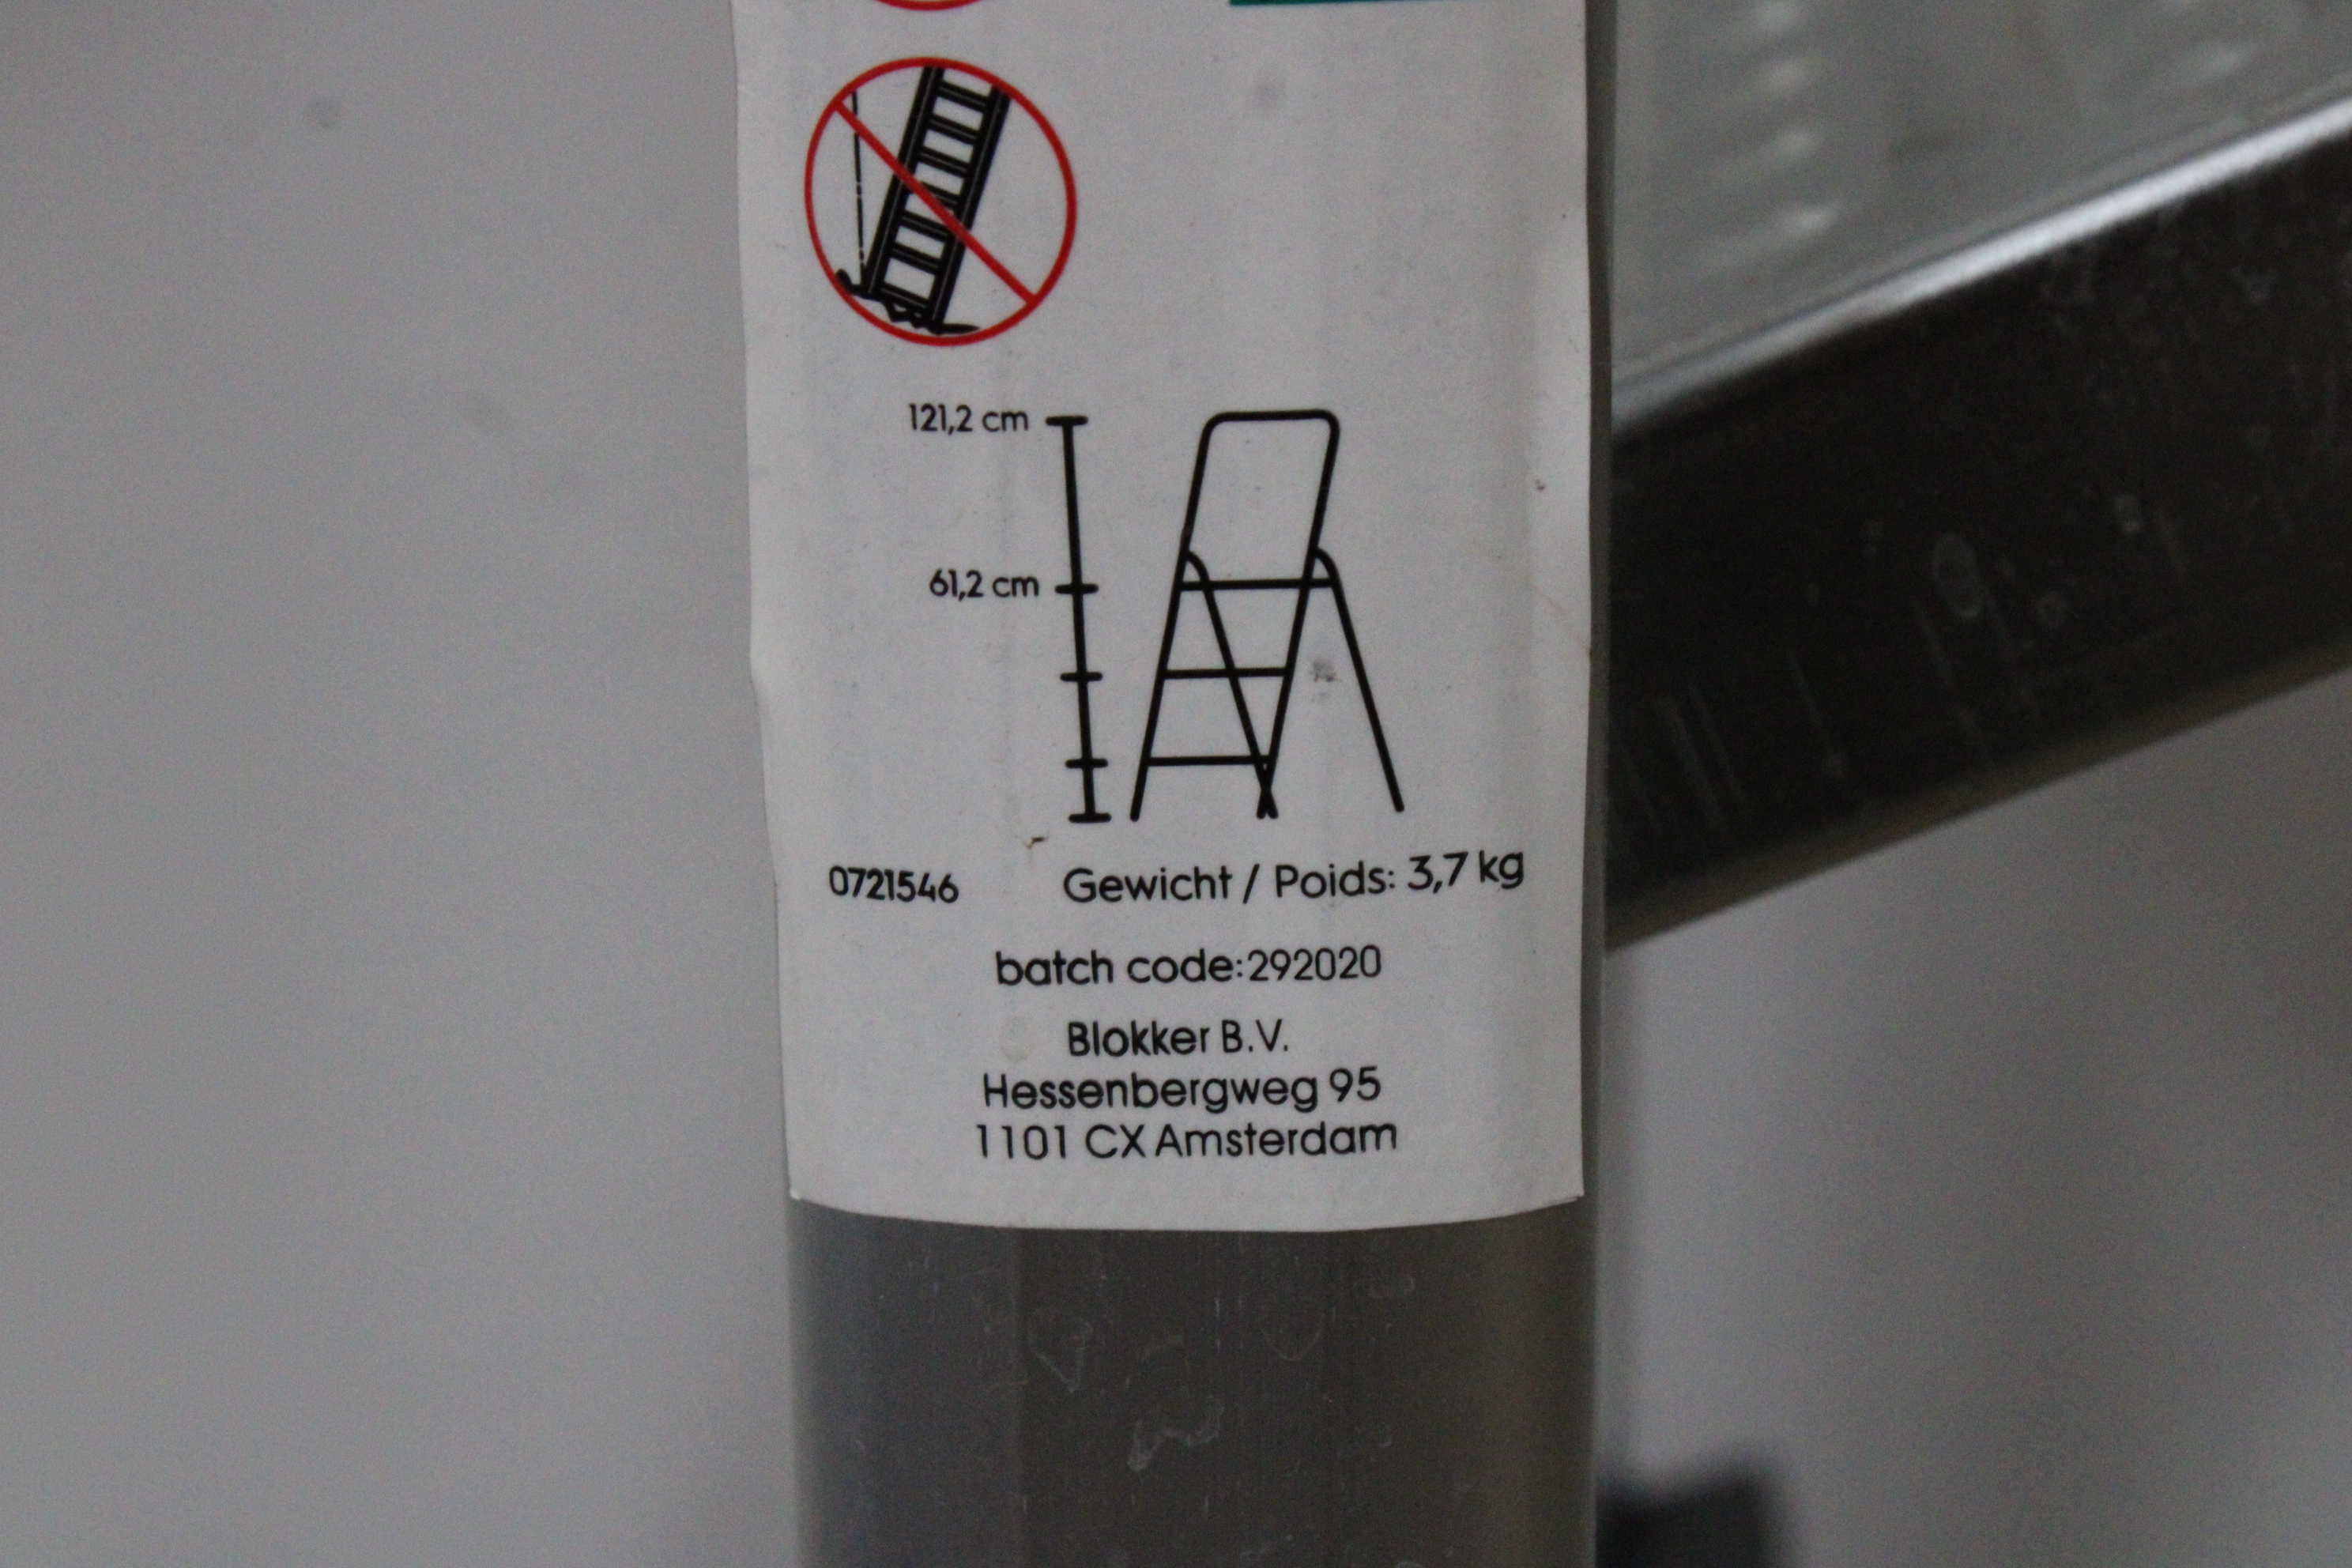 121,2 cm
61,2 cm
0721546 Gewicht / Poids: 3,7 kg
batch code:292020
Blokker B.V.
Hessenbergweg 95
1101 CX Amsterdam